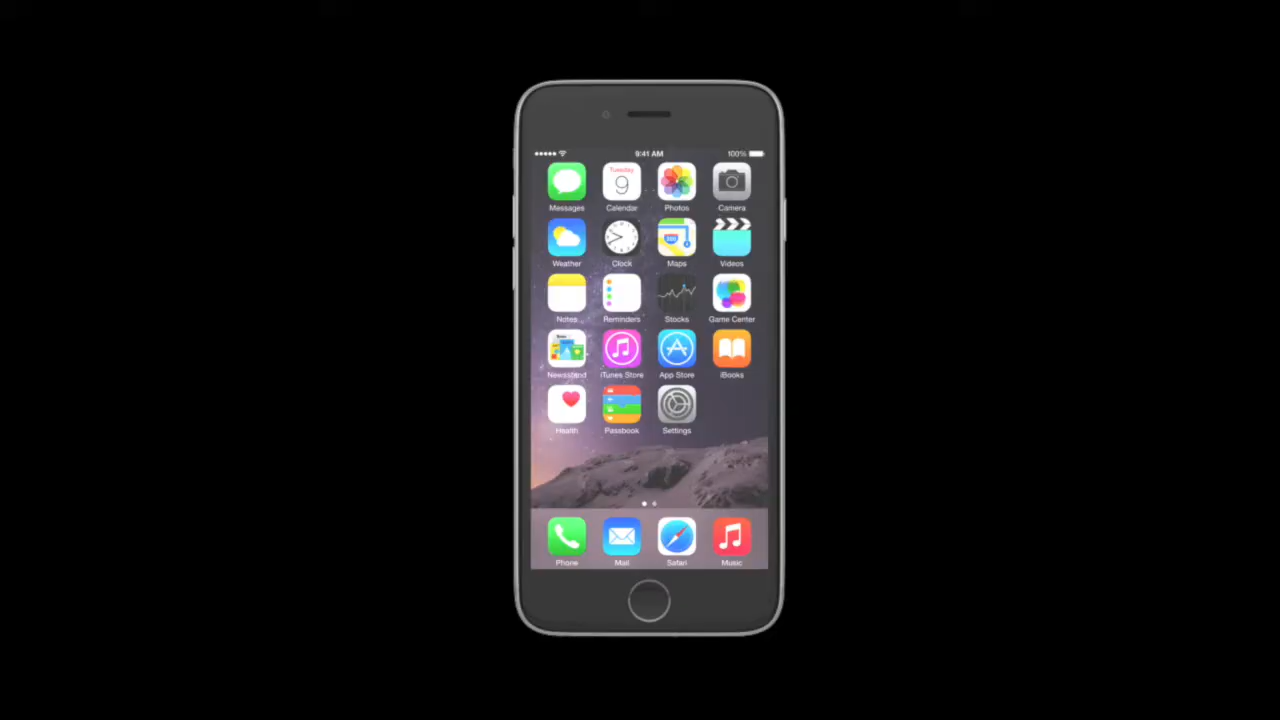 9:41 AM 100%
Tuesday
9
Messages Calendar Photos Camera
280
Weather Clock Maps Videos
Notes Reminders Stocks Game Center
Newsstand iTunes Store App Store iBooks
Health Passbook Settings
Phone Mail Safari Music